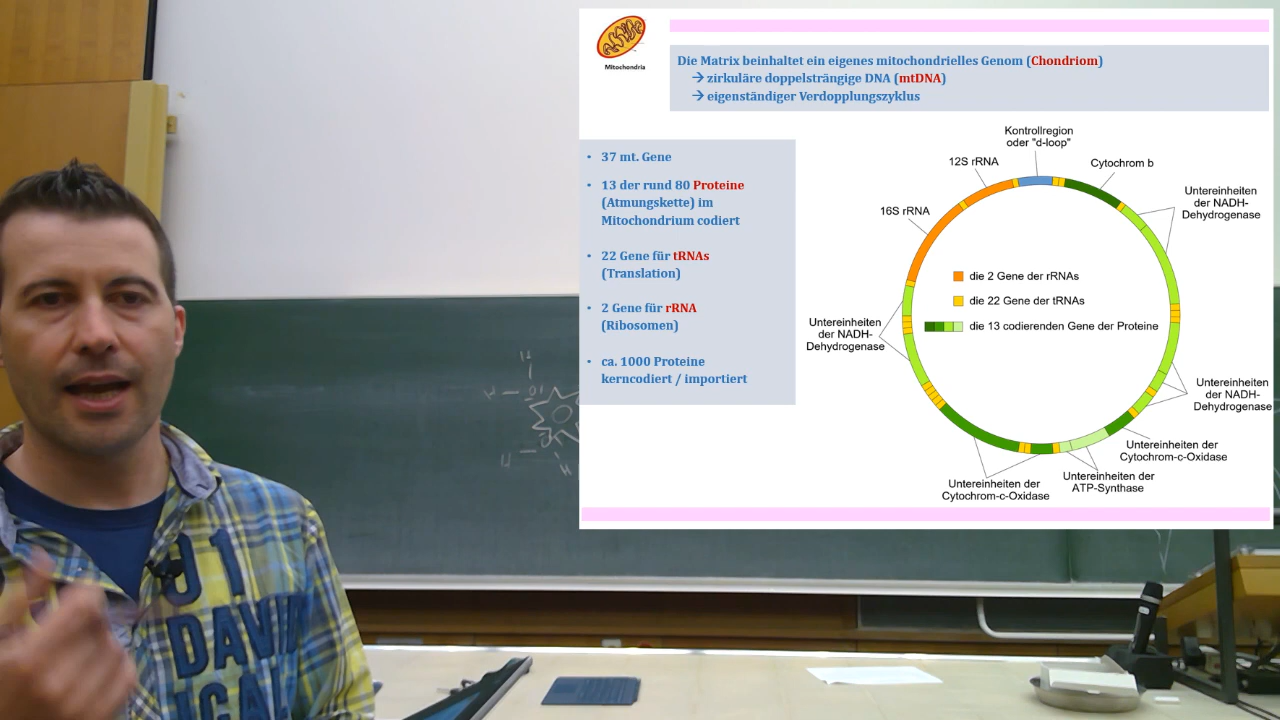 Mitochondria
Die Matrix beinhaltet ein eigenes mitochondrielles Genom (Chondriom)
→ zirkuläre doppelsträngige DNA (mtDNA)
→ eigenständiger Verdopplungszyklus
• 37 mt. Gene
• 13 der rund 80 Proteine
(Atmungskette) im
Mitochondrium codiert
• 22 Gene für tRNAs
(Translation)
• 2 Gene für rRNA
(Ribosomen)
• ca. 1000 Proteine
kerncodiert / importiert
Kontrollregion
oder "d-loop"
12S rRNA
Cytochrom b
16S rRNA
Untereinheiten
der NADH-
Dehydrogenase
die 2 Gene der rRNAs
die 22 Gene der tRNAs
die 13 codierenden Gene der Proteine
Untereinheiten
der NADH-
Dehydrogenase
Untereinheiten
der NADH-
Dehydrogenase
Untereinheiten der
Cytochrom-c-Oxidase
Untereinheiten der
ATP-Synthase
Untereinheiten der
Cytochrom-c-Oxidase